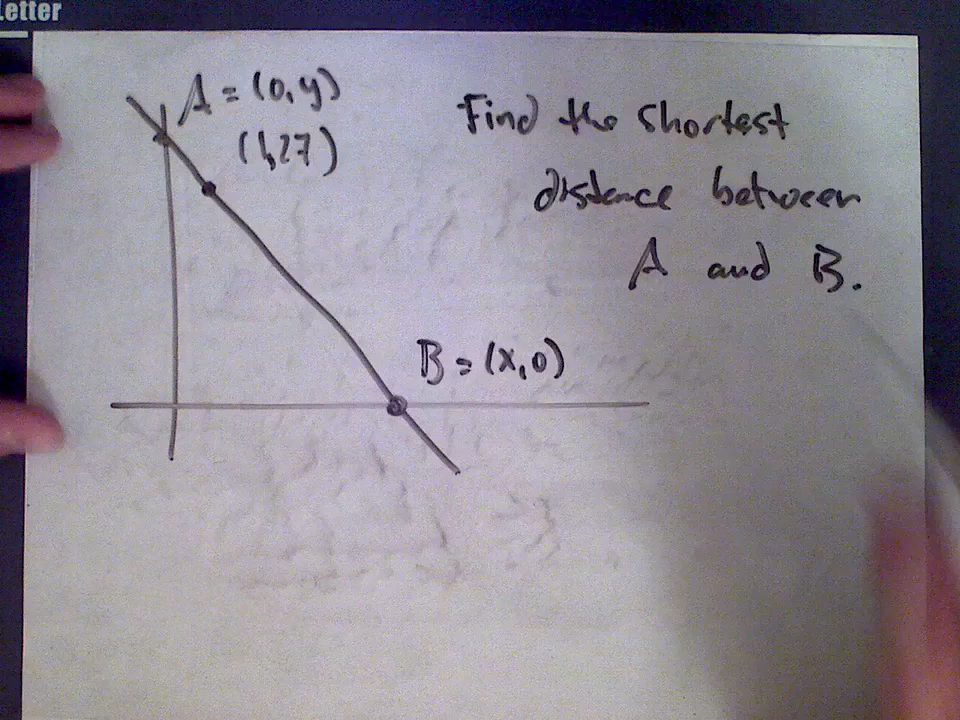 Letter
A = (0, y)
(1,27)
Find the shortest
distance between
A and B.
B = (x, 0)